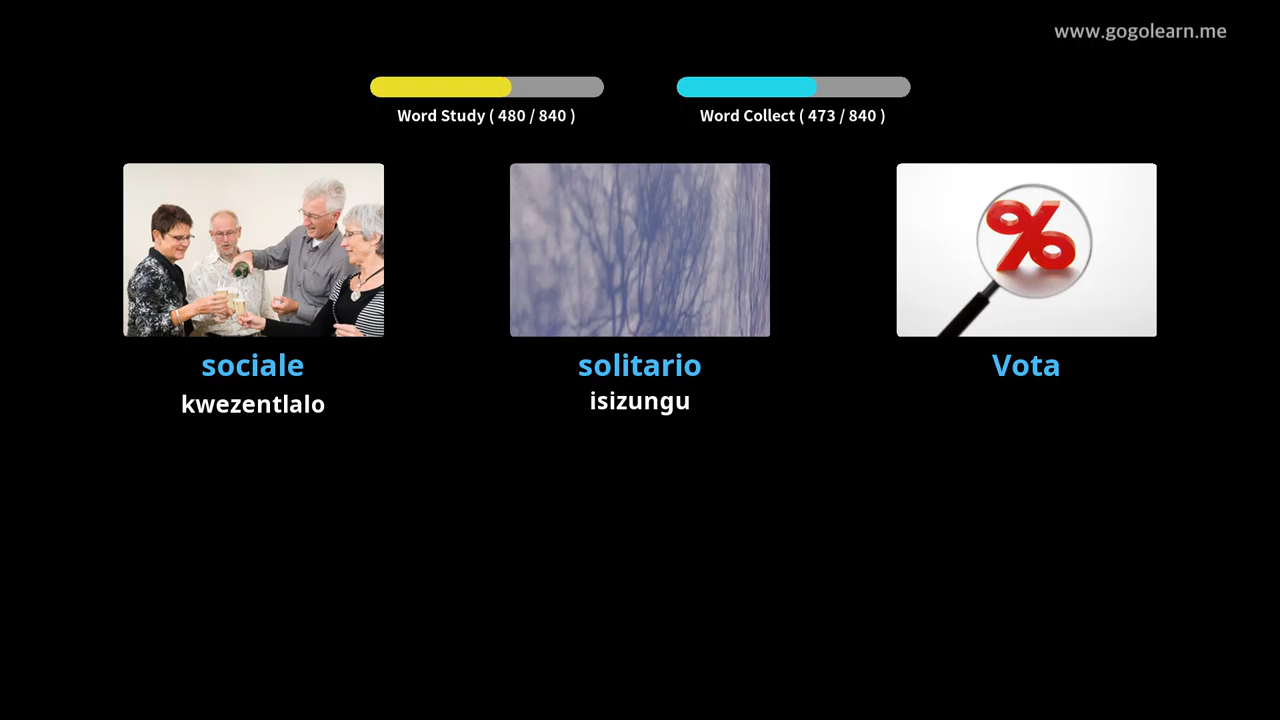 www.gogolearn.me
Word Study ( 480 / 840 )
Word Collect ( 473 / 840 )
sociale
kwezentlalo
solitario
isizungu
Vota
%